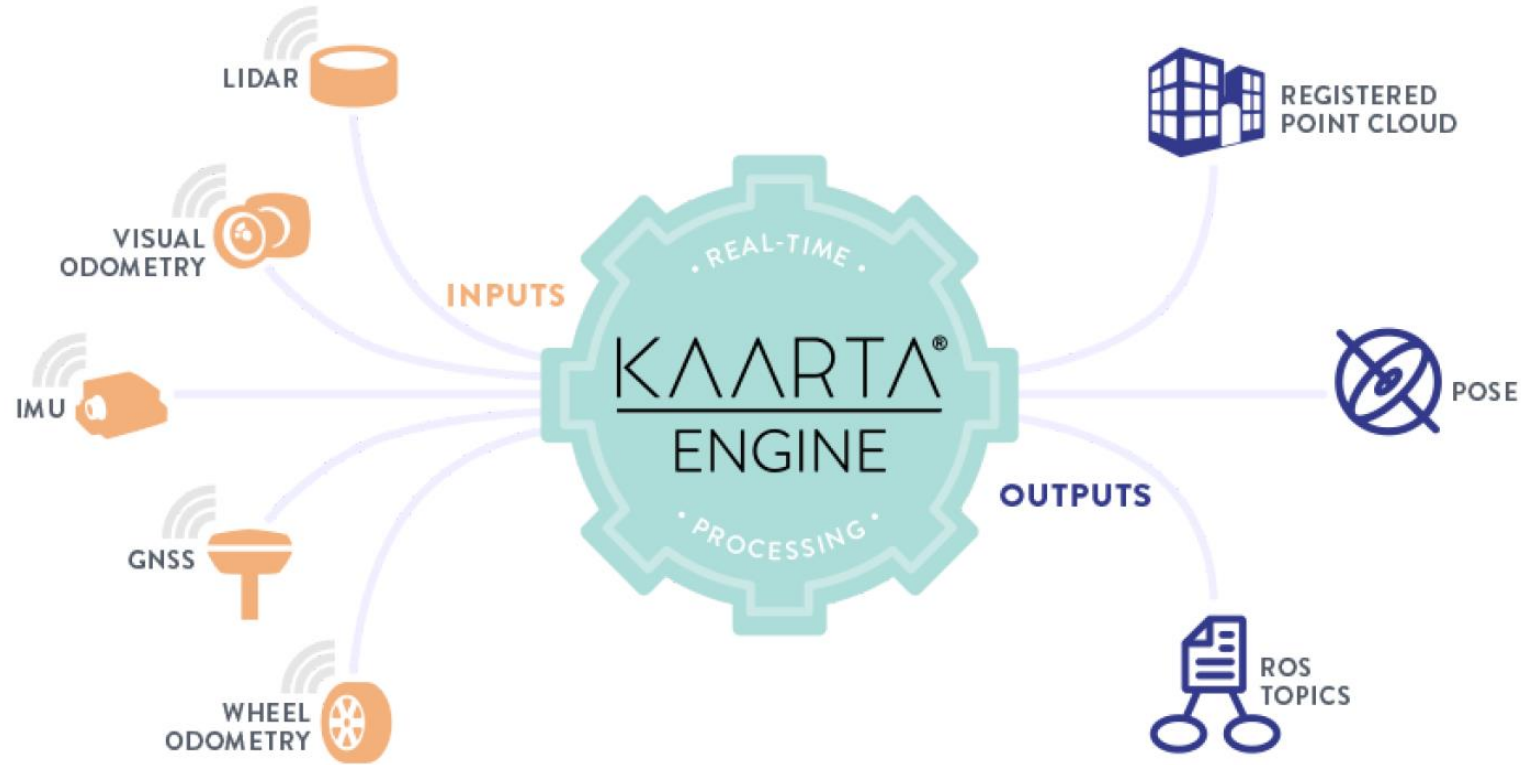 LIDAR
VISUAL
ODOMETRY
IMU
GNSS
WHEEL
ODOMETRY
INPUTS
• REAL-TIME •
KAARTA®
ENGINE
• PROCESSING •
OUTPUTS
REGISTERED
POINT CLOUD
POSE
ROS
TOPICS